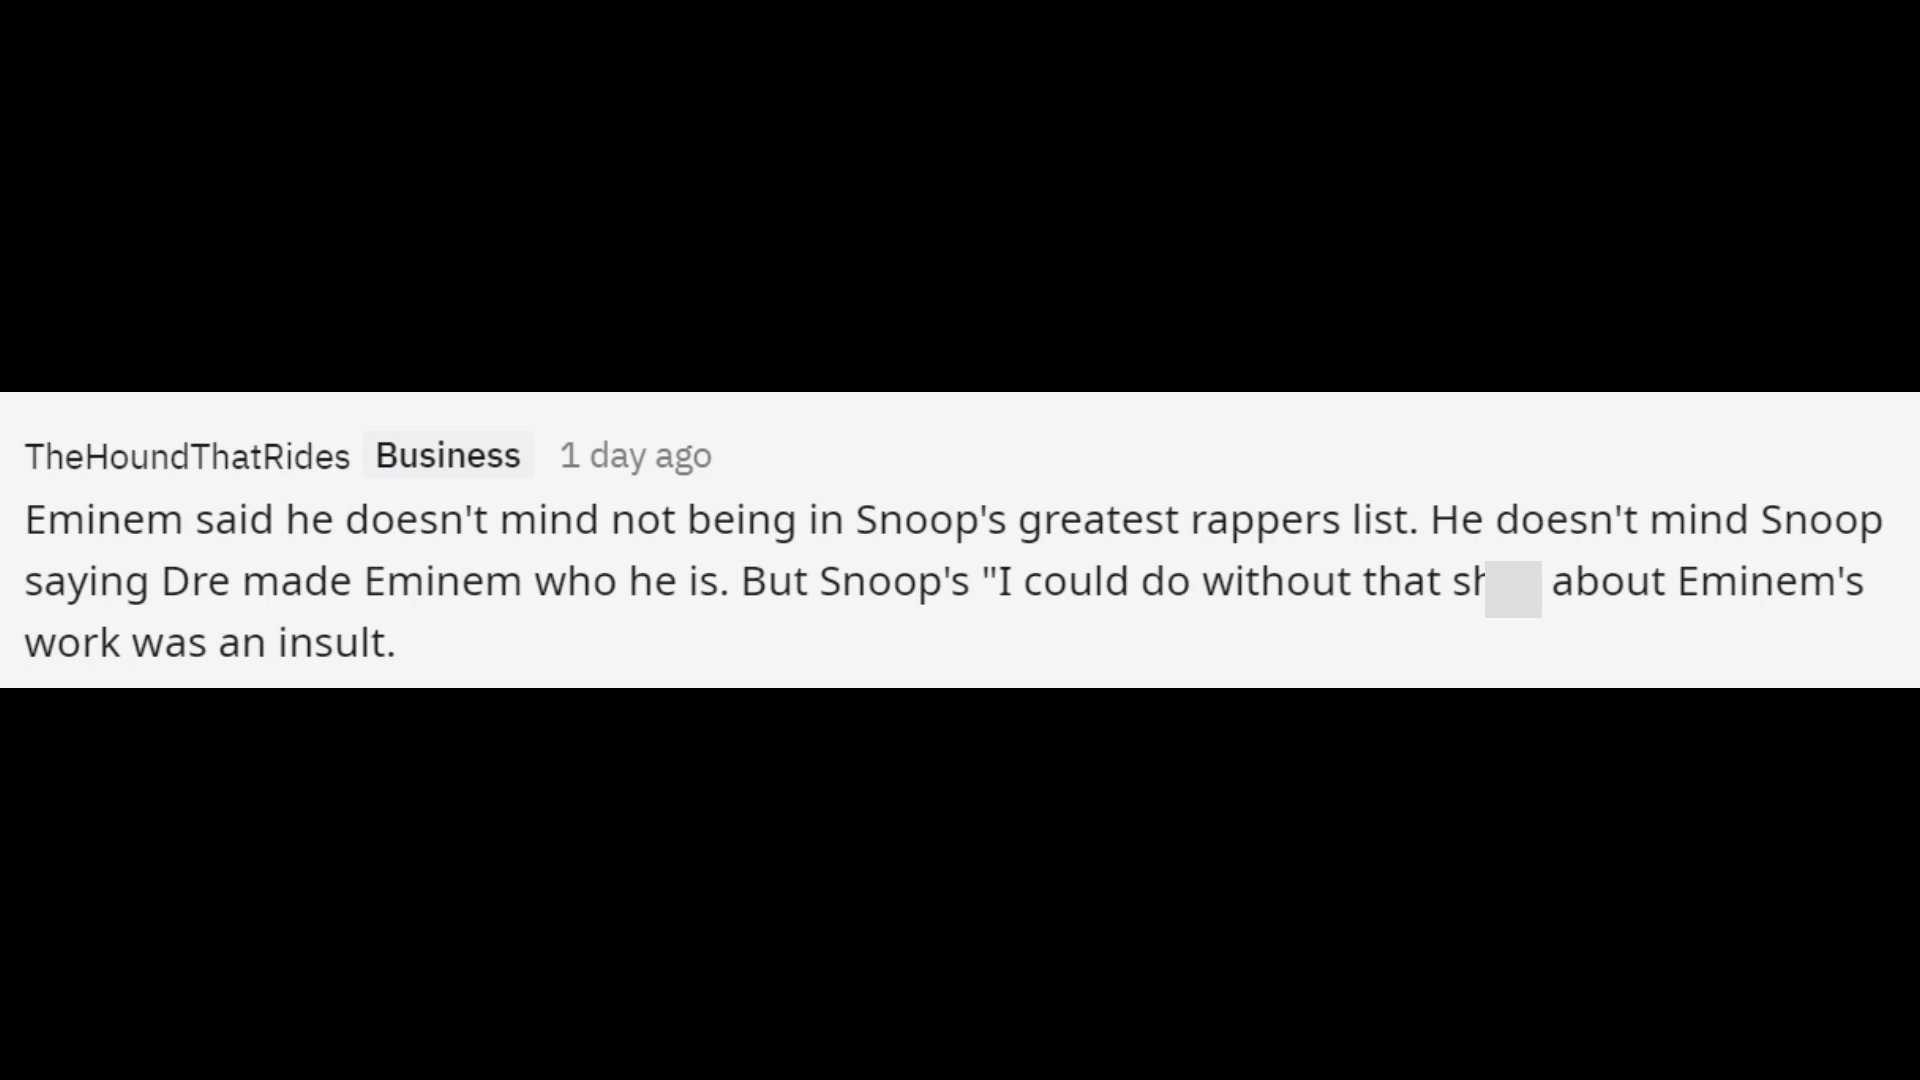 TheHoundThatRides Business 1 day ago
Eminem said he doesn't mind not being in Snoop's greatest rappers list. He doesn't mind Snoop
saying Dre made Eminem who he is. But Snoop's "I could do without that sh about Eminem's
work was an insult.